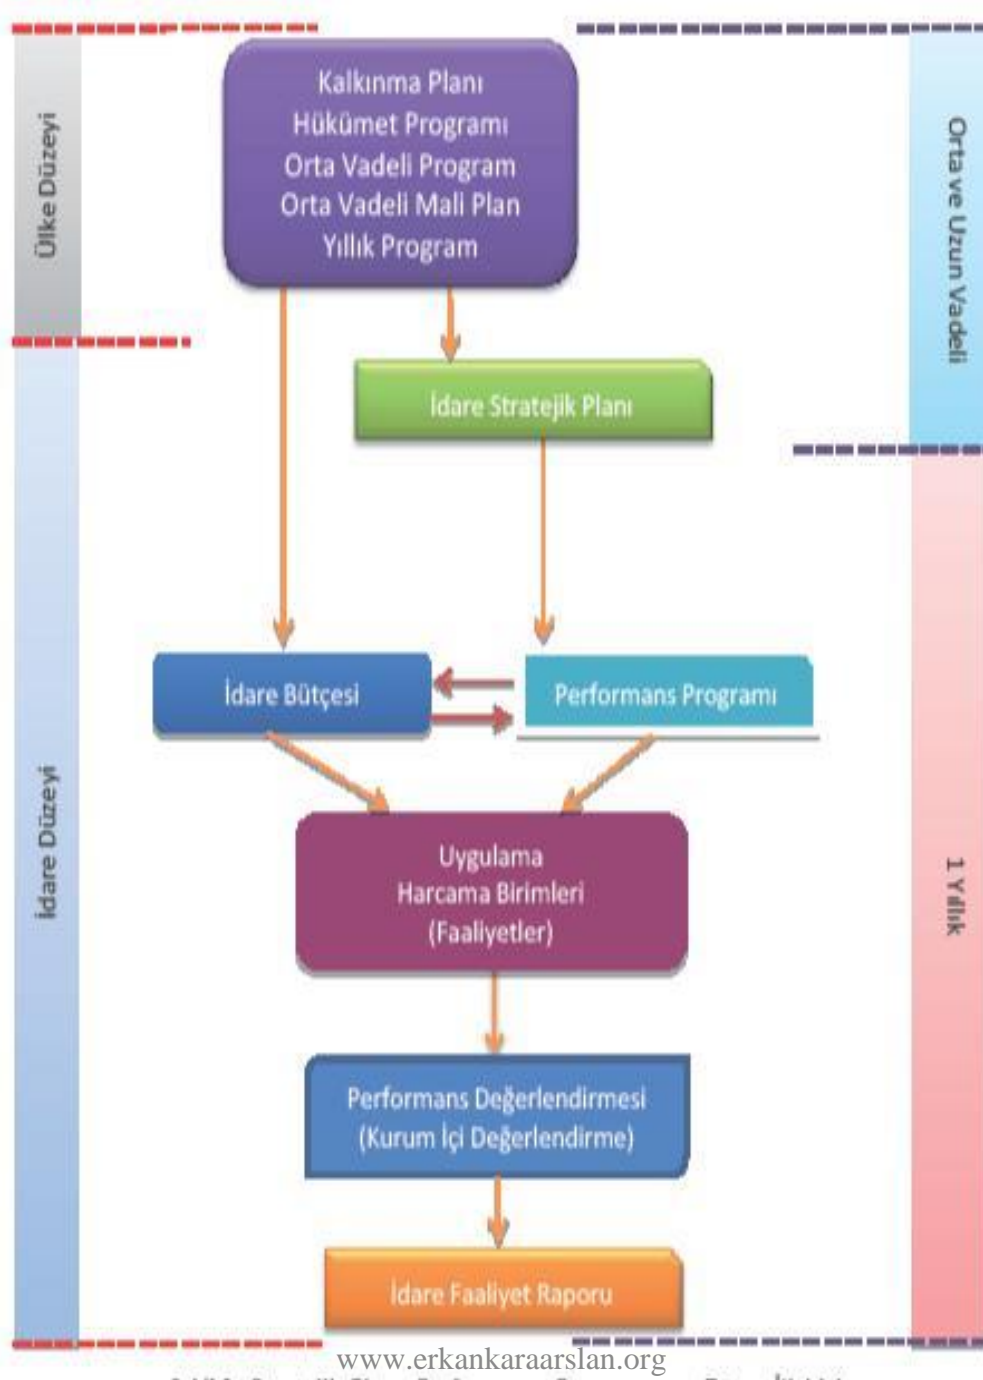 Ülke Düzeyi
Orta ve Uzun Vadeli
Kalkınma Planı
Hükümet Programı
Orta Vadeli Program
Orta Vadeli Mali Plan
Yıllık Program
İdare Stratejik Planı
İdare Düzeyi
1 Yıllık
İdare Bütçesi
Performans Programı
Uygulama
Harcama Birimleri
(Faaliyetler)
Performans Değerlendirmesi
(Kurum İçi Değerlendirme)
İdare Faaliyet Raporu
www.erkankaraarslan.org